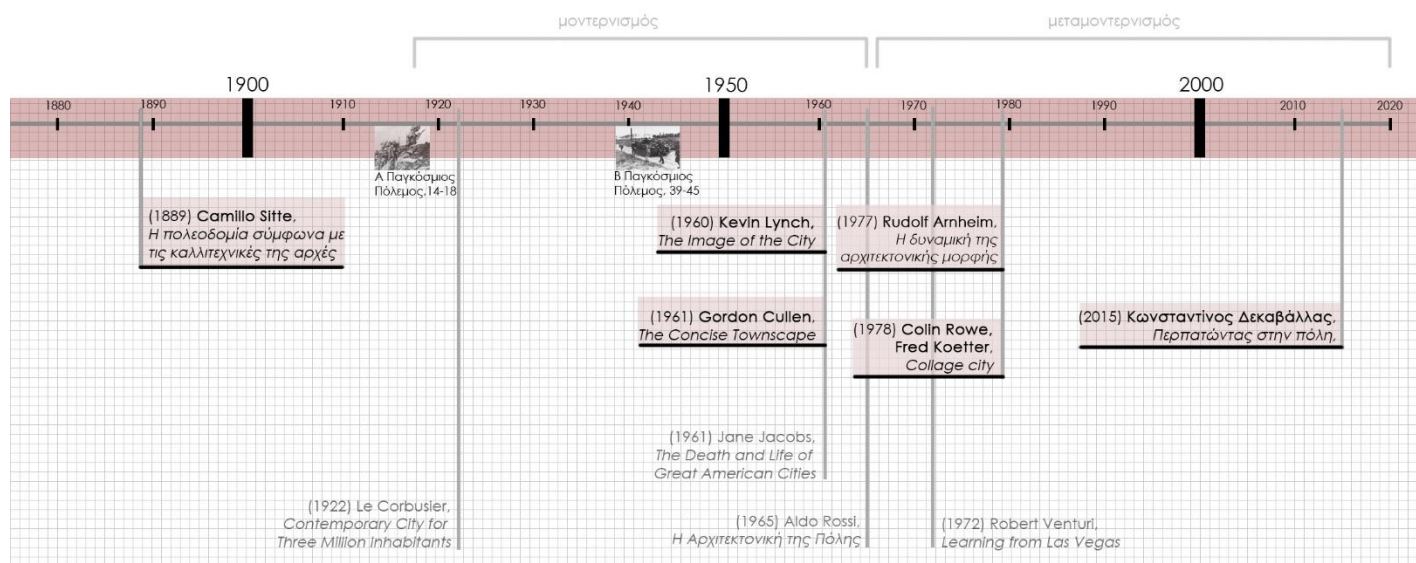 μοντερνισμός
μεταμοντερνισμός
1900
1950
2000
1880
1890
1910
1920
1930
1940
1960
1970
1980
1990
2010
2020
Α Παγκόσμιος
Πόλεμος,14-18
Β Παγκόσμιος
Πόλεμος, 39-45
(1889) Camillo Sitte,
Η πολεοδομία σύμφωνα με
τις καλλιτεχνικές της αρχές
(1960) Kevin Lynch,
The Image of the City
(1977) Rudolf Arnheim,
Η δυναμική της
αρχιτεκτονικής μορφής
(1961) Gordon Cullen,
The Concise Townscape
(1978) Colin Rowe,
Fred Koetter,
Collage city
(2015) Κωνσταντίνος Δεκαβάλλας,
Περπατώντας στην πόλη,
(1961) Jane Jacobs,
The Death and Life of
Great American Cities
(1922) Le Corbusier,
Contemporary City for
Three Million Inhabitants
(1965) Aldo Rossi,
Η Αρχιτεκτονική της Πόλης
(1972) Robert Venturi,
Learning from Las Vegas